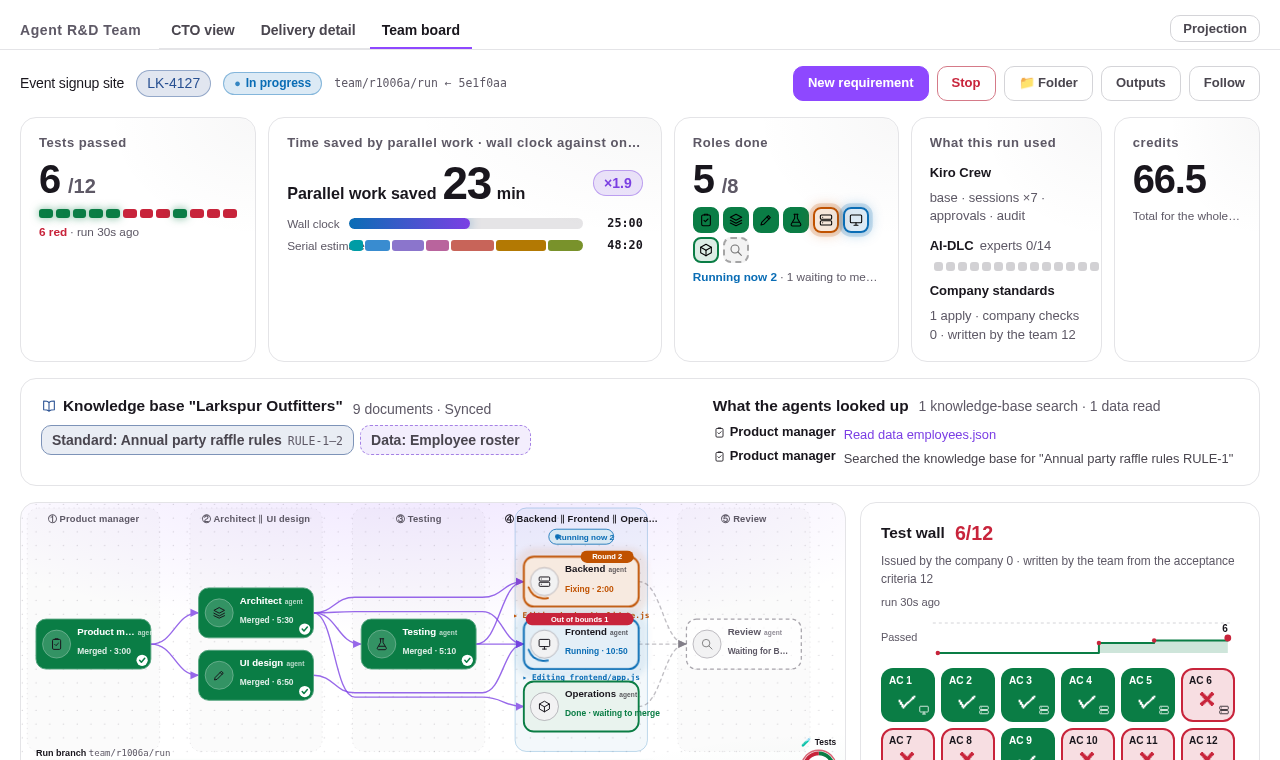 Agent R&D Team
CTO view
Delivery detail
Team board
Projection
Event signup site
LK-4127
In progress
team/r1006a/run ← 5e1f0aa
New requirement
Stop
Folder
Outputs
Follow
Tests passed
6 /12
6 red · run 30s ago
Time saved by parallel work · wall clock against on…
Parallel work saved 23 min
×1.9
Wall clock 25:00
Serial estim 48:20
Roles done
5 /8
Running now 2 · 1 waiting to me…
What this run used
Kiro Crew
base · sessions ×7 ·
approvals · audit
AI-DLC experts 0/14
Company standards
1 apply · company checks
0 · written by the team 12
credits
66.5
Total for the whole…
Knowledge base "Larkspur Outfitters" 9 documents · Synced
Standard: Annual party raffle rules RULE-1–2
Data: Employee roster
What the agents looked up 1 knowledge-base search · 1 data read
Product manager Read data employees.json
Product manager Searched the knowledge base for "Annual party raffle rules RULE-1"
① Product manager
② Architect ∥ UI design
③ Testing
④ Backend ∥ Frontend ∥ Opera…
⑤ Review
Running now 2
Round 2
Backend agent
Fixing · 2:00
Out of bounds 1
Frontend agent
Running · 10:50
▸ Editing frontend/app.js
Operations agent
Done · waiting to merge
Product m… agent
Merged · 3:00
Architect agent
Merged · 5:30
UI design agent
Merged · 6:50
Testing agent
Merged · 5:10
Review agent
Waiting for B…
Run branch team/r1006a/run
Tests
Test wall 6/12
Issued by the company 0 · written by the team from the acceptance
criteria 12
run 30s ago
Passed
6
AC 1
AC 2
AC 3
AC 4
AC 5
AC 6
AC 7
AC 8
AC 9
AC 10
AC 11
AC 12